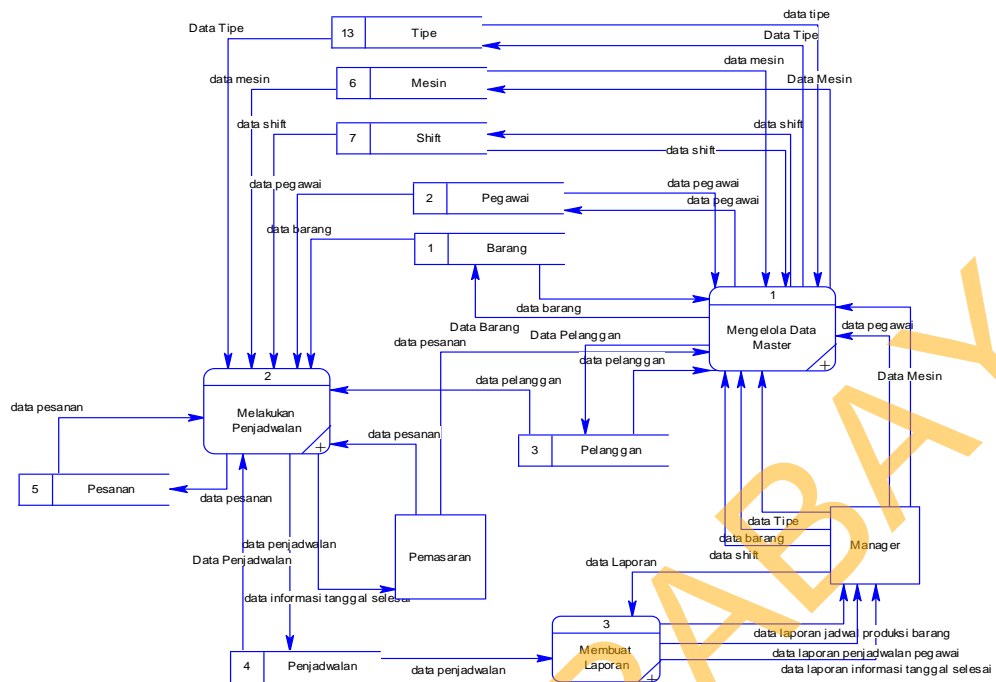 data tipe
Data Tipe
13 Tipe
Data Tipe
data mesin
data mesin
6 Mesin
Data Mesin
data shift
7 Shift
data shift
data shift
data pegawai
2 Pegawai
data pegawai
data pegawai
data barang
1 Barang
1
data barang
Data Barang
Data Pelanggan
Mengelola Data
Master
data pegawai
data pesanan
data pelanggan
2
data pelanggan
Data Mesin
data pesanan
Melakukan
Penjadwalan
data pesanan
3 Pelanggan
5 Pesanan
data pesanan
data Tipe
Manager
data barang
data shift
data penjadwalan
Data Penjadwalan
Pemasaran
data Laporan
data informasi tanggal selesai
3
Membuat
Laporan
data laporan jadwal produksi barang
data laporan penjadwalan pegawai
data laporan informasi tanggal selesai
4 Penjadwalan
data penjadwalan
ABAY